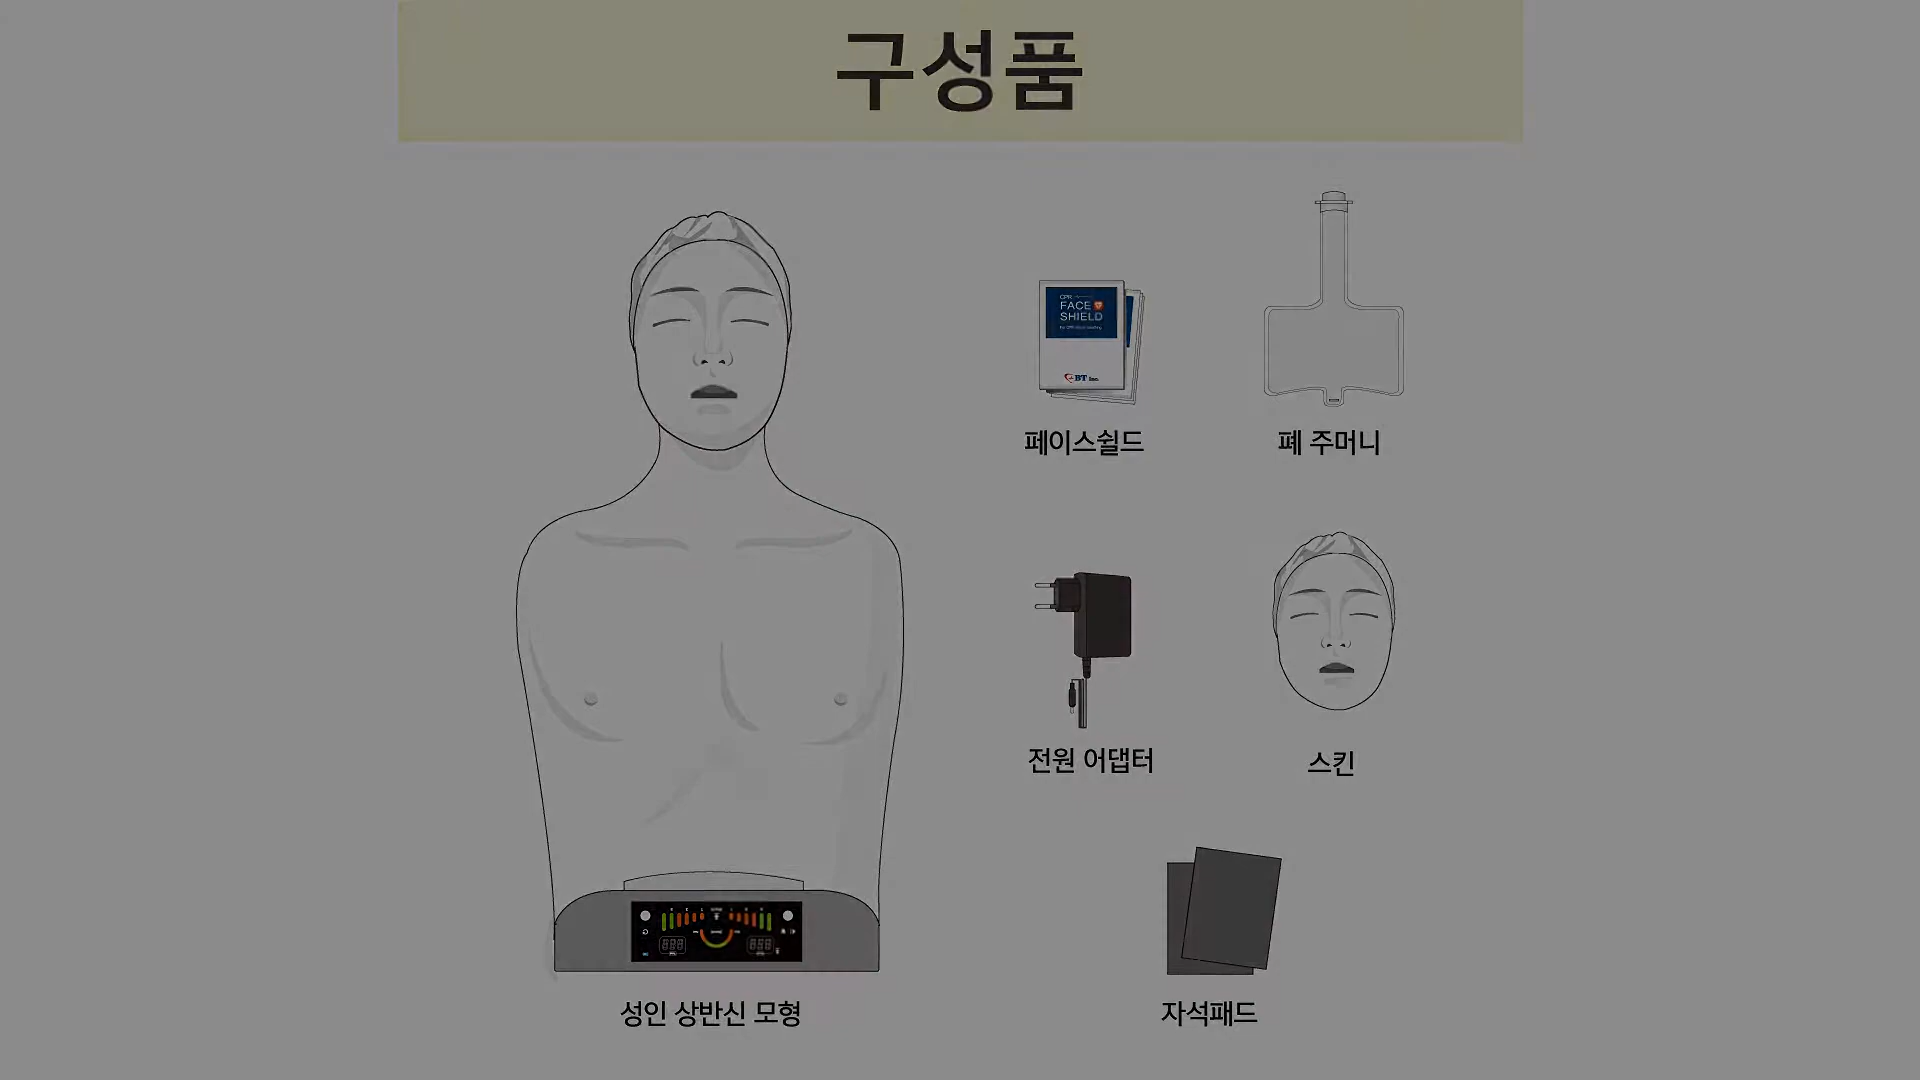 구성품
CPR
FACE
SHIELD
BT Inc.
페이스쉴드
폐 주머니
전원 어댑터
스킨
성인 상반신 모형
자석패드